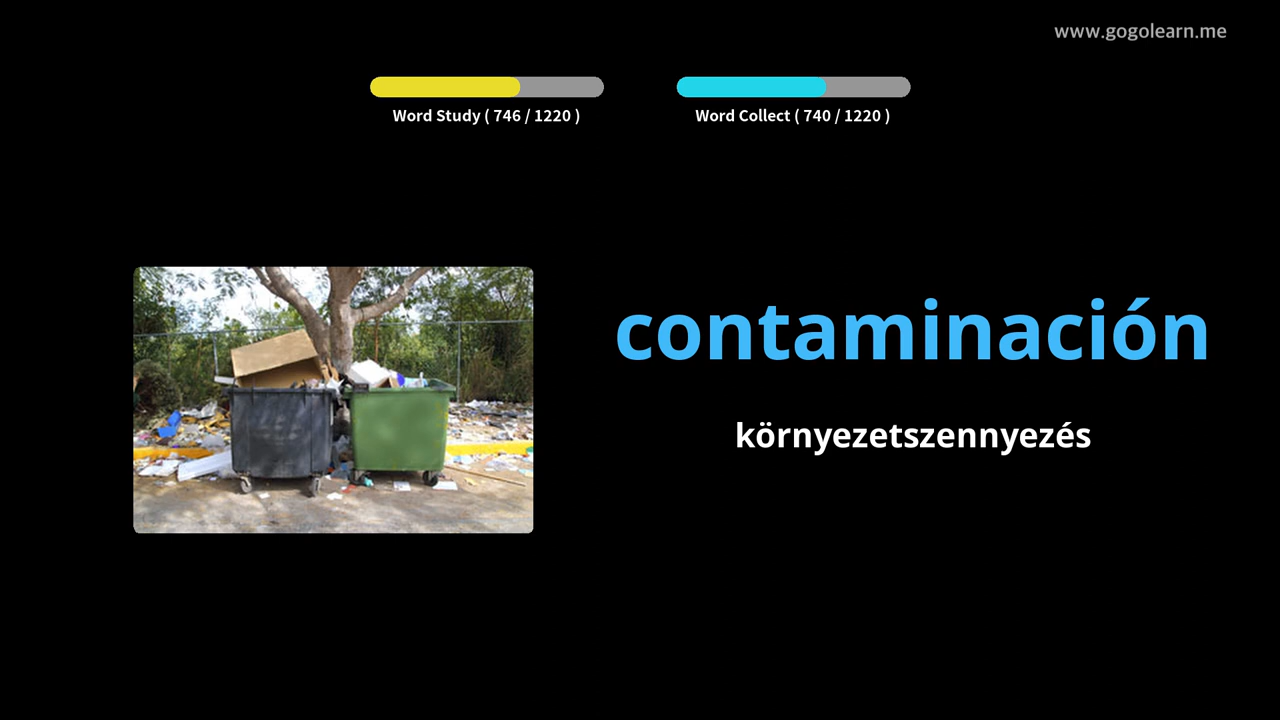 www.gogolearn.me
Word Study ( 746 / 1220 )
Word Collect ( 740 / 1220 )
contaminación
környezetszennyezés